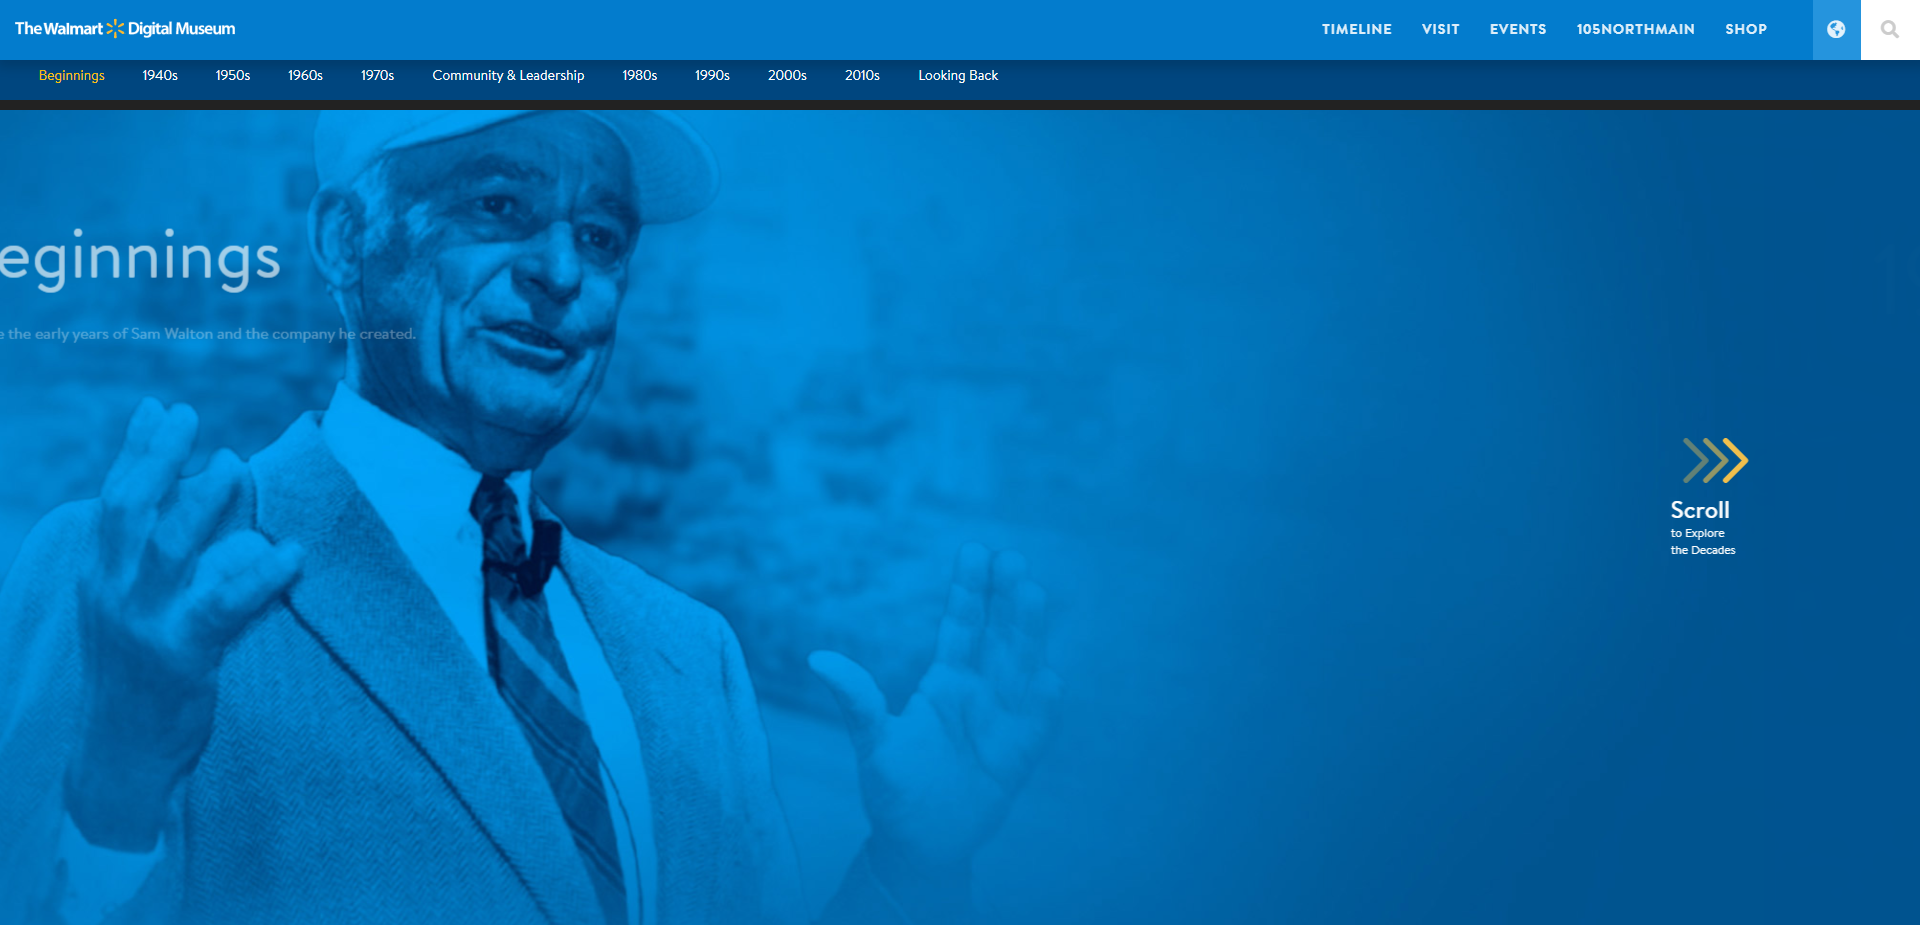 The Walmart Digital Museum
TIMELINE VISIT EVENTS 105NORTHMAIN SHOP
Beginnings 1940s 1950s 1960s 1970s Community & Leadership 1980s 1990s 2000s 2010s Looking Back
eginnings
e the early years of Sam Walton and the company he created.
Scroll
to Explore
the Decades